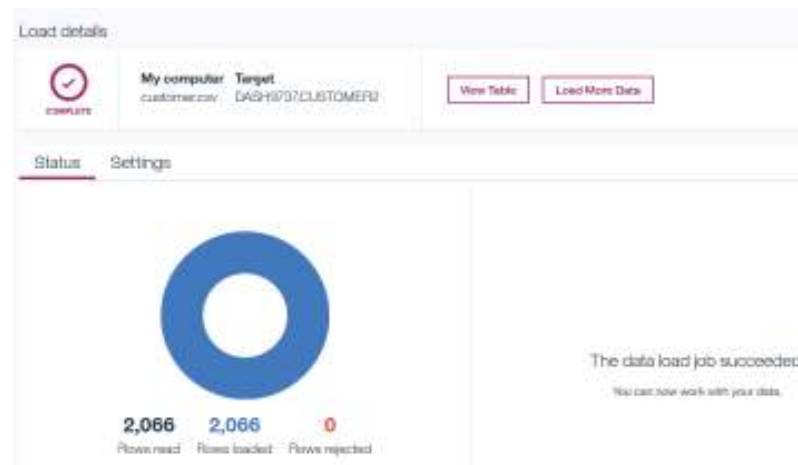 Load details
My computer Target
customer.csv DASH9737.CUSTOMER2
COMPLETE
View Table Load More Data
Status Settings
The data load job succeeded
You can now work with your data.
2,066 2,066 0
Rows read Rows loaded Rows rejected